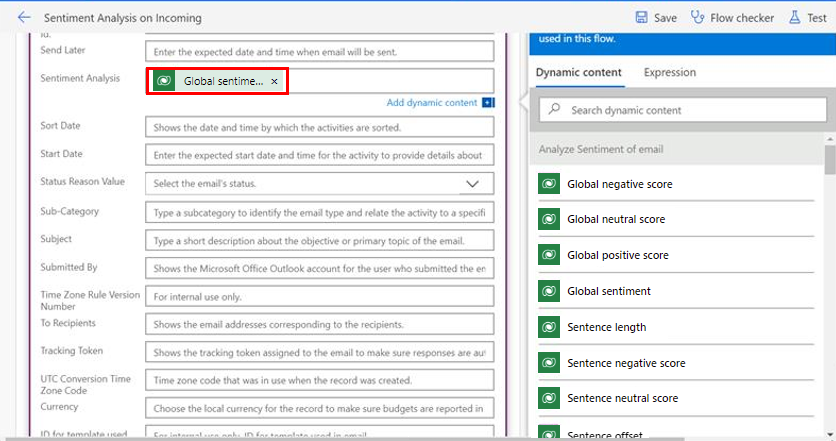 Sentiment Analysis on Incoming
Save
Flow checker
Test
Id.
used in this flow.
Send Later
Enter the expected date and time when email will be sent.
Sentiment Analysis
Global sentime... ×
Add dynamic content
Sort Date
Shows the date and time by which the activities are sorted.
Start Date
Enter the expected start date and time for the activity to provide details about
Status Reason Value
Select the email's status.
Sub-Category
Type a subcategory to identify the email type and relate the activity to a specifi
Subject
Type a short description about the objective or primary topic of the email.
Submitted By
Shows the Microsoft Office Outlook account for the user who submitted the en
Time Zone Rule Version
Number
For internal use only.
To Recipients
Shows the email addresses corresponding to the recipients.
Tracking Token
Shows the tracking token assigned to the email to make sure responses are aut
UTC Conversion Time
Zone Code
Time zone code that was in use when the record was created.
Currency
Choose the local currency for the record to make sure budgets are reported in
ID for template used
For internal use only. ID for template used in email.
Dynamic content
Expression
Search dynamic content
Analyze Sentiment of email
Global negative score
Global neutral score
Global positive score
Global sentiment
Sentence length
Sentence negative score
Sentence neutral score
Sentence offset